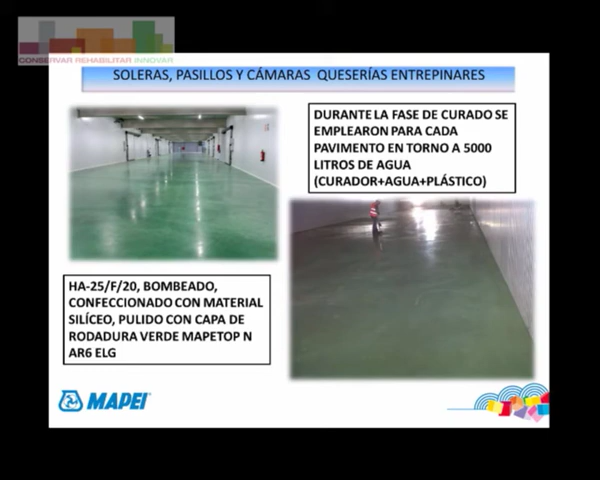 CONSERVAR REHABILITAR INNOVAR
SOLERAS, PASILLOS Y CÁMARAS QUESERÍAS ENTREPINARES
DURANTE LA FASE DE CURADO SE
EMPLEARON PARA CADA
PAVIMENTO EN TORNO A 5000
LITROS DE AGUA
(CURADOR+AGUA+PLÁSTICO)
HA-25/F/20, BOMBEADO,
CONFECCIONADO CON MATERIAL
SILÍCEO, PULIDO CON CAPA DE
RODADURA VERDE MAPETOP N
AR6 ELG
MAPEI